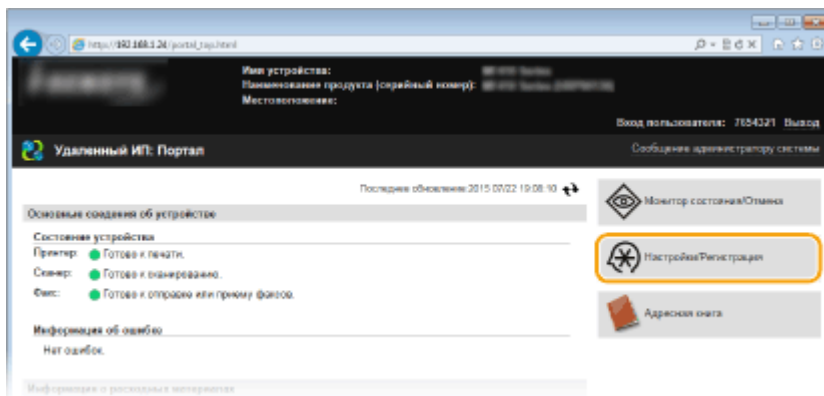 http://192.168.1.24/portal_top.html
Имя устройства:
Наименование продукта (серийный номер):
Местоположение:
Вход пользователя: 7654321 Выход
Удаленный ИП: Портал
Сообщение администратору системы
Последнее обновление 2015 07/22 19:08:10
Основные сведения об устройстве
Состояние устройства
Принтер: Готово к печати.
Сканер: Готово к сканированию.
Факс: Готово к отправке или приему факсов.
Информация об ошибке
Нет ошибок.
Информация о расходных материалах
Монитор состояния/Отмена
Настройки/Регистрация
Адресная книга